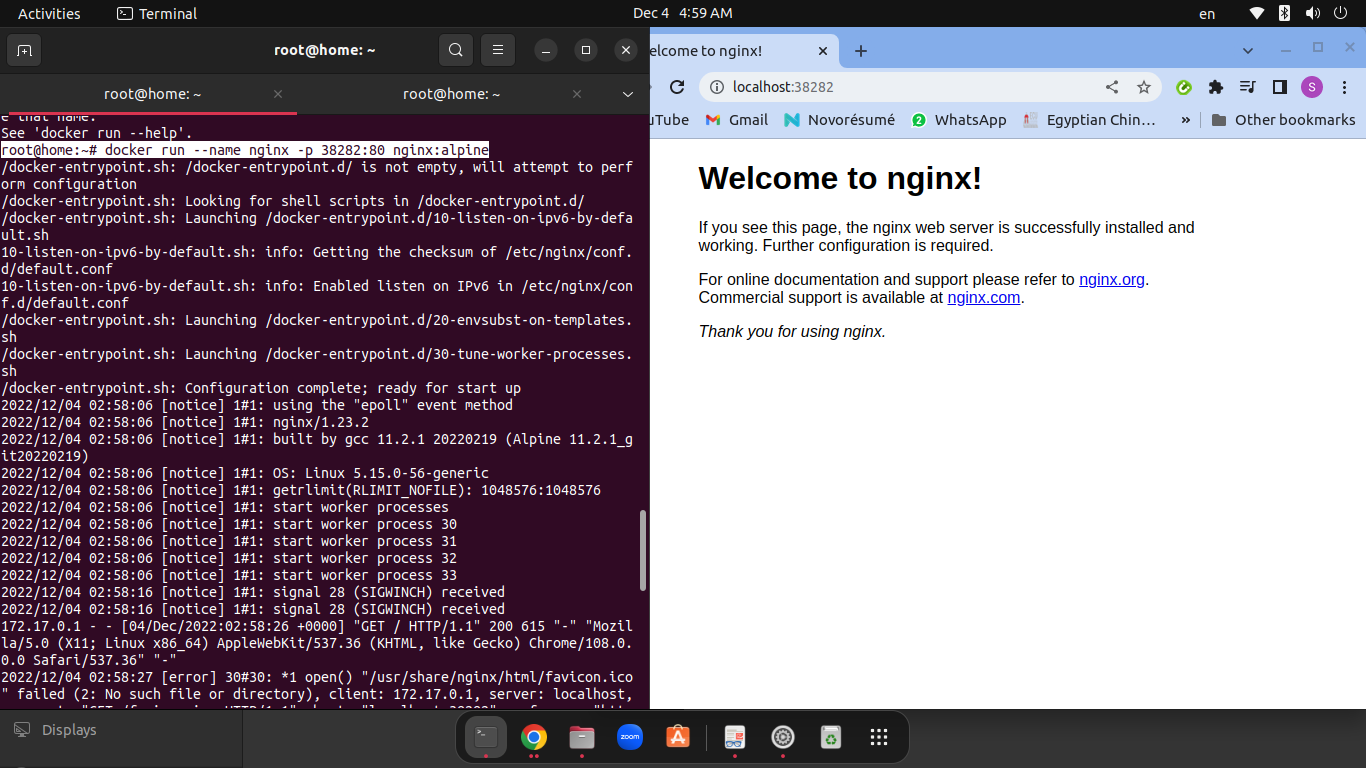 Activities
Terminal
Dec 4 4:59 AM
en
root@home: ~
root@home: ~
root@home: ~
e that name.
See 'docker run --help'.
root@home:~# docker run --name nginx -p 38282:80 nginx:alpine
/docker-entrypoint.sh: /docker-entrypoint.d/ is not empty, will attempt to perf
orm configuration
/docker-entrypoint.sh: Looking for shell scripts in /docker-entrypoint.d/
/docker-entrypoint.sh: Launching /docker-entrypoint.d/10-listen-on-ipv6-by-defa
ult.sh
10-listen-on-ipv6-by-default.sh: info: Getting the checksum of /etc/nginx/conf.
d/default.conf
10-listen-on-ipv6-by-default.sh: info: Enabled listen on IPv6 in /etc/nginx/con
f.d/default.conf
/docker-entrypoint.sh: Launching /docker-entrypoint.d/20-envsubst-on-templates.
sh
/docker-entrypoint.sh: Launching /docker-entrypoint.d/30-tune-worker-processes.
sh
/docker-entrypoint.sh: Configuration complete; ready for start up
2022/12/04 02:58:06 [notice] 1#1: using the "epoll" event method
2022/12/04 02:58:06 [notice] 1#1: nginx/1.23.2
2022/12/04 02:58:06 [notice] 1#1: built by gcc 11.2.1 20220219 (Alpine 11.2.1_g
it20220219)
2022/12/04 02:58:06 [notice] 1#1: OS: Linux 5.15.0-56-generic
2022/12/04 02:58:06 [notice] 1#1: getrlimit(RLIMIT_NOFILE): 1048576:1048576
2022/12/04 02:58:06 [notice] 1#1: start worker processes
2022/12/04 02:58:06 [notice] 1#1: start worker process 30
2022/12/04 02:58:06 [notice] 1#1: start worker process 31
2022/12/04 02:58:06 [notice] 1#1: start worker process 32
2022/12/04 02:58:06 [notice] 1#1: start worker process 33
2022/12/04 02:58:16 [notice] 1#1: signal 28 (SIGWINCH) received
2022/12/04 02:58:16 [notice] 1#1: signal 28 (SIGWINCH) received
172.17.0.1 - - [04/Dec/2022:02:58:26 +0000] "GET / HTTP/1.1" 200 615 "-" "Mozil
la/5.0 (X11; Linux x86_64) AppleWebKit/537.36 (KHTML, like Gecko) Chrome/108.0.
0.0 Safari/537.36" "-"
2022/12/04 02:58:27 [error] 30#30: *1 open() "/usr/share/nginx/html/favicon.ico
" failed (2: No such file or directory), client: 172.17.0.1, server: localhost,
elcome to nginx!
localhost:38282
S
uTube
Gmail
Novorésumé
2
WhatsApp
Egyptian Chin...
»
Other bookmarks
Welcome to nginx!
If you see this page, the nginx web server is successfully installed and
working. Further configuration is required.
For online documentation and support please refer to nginx.org.
Commercial support is available at nginx.com.
Thank you for using nginx.
Displays
zoom